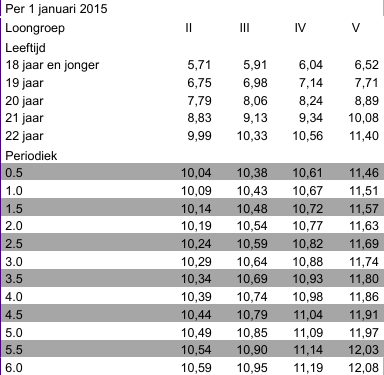 Per 1 januari 2015
Loongroep II III IV V
Leeftijd
18 jaar en jonger 5,71 5,91 6,04 6,52
19 jaar 6,75 6,98 7,14 7,71
20 jaar 7,79 8,06 8,24 8,89
21 jaar 8,83 9,13 9,34 10,08
22 jaar 9,99 10,33 10,56 11,40
Periodiek
0.5 10,04 10,38 10,61 11,46
1.0 10,09 10,43 10,67 11,51
1.5 10,14 10,48 10,72 11,57
2.0 10,19 10,54 10,77 11,63
2.5 10,24 10,59 10,82 11,69
3.0 10,29 10,64 10,88 11,74
3.5 10,34 10,69 10,93 11,80
4.0 10,39 10,74 10,98 11,86
4.5 10,44 10,79 11,04 11,91
5.0 10,49 10,85 11,09 11,97
5.5 10,54 10,90 11,14 12,03
6.0 10,59 10,95 11,19 12,08